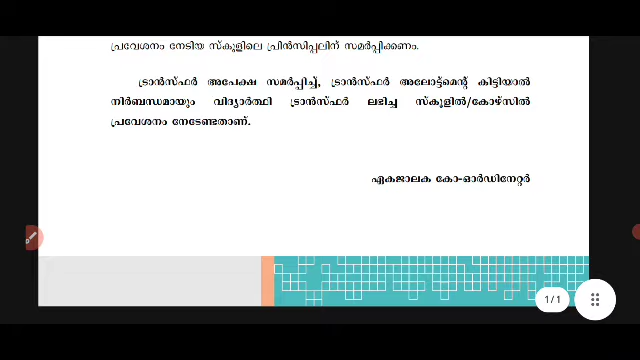 പ്രവേശനം നേടിയ സ്കൂളിലെ പ്രിൻസിപ്പലിന് സമർപ്പിക്കണം.
ട്രാൻസ്ഫർ അപേക്ഷ സമർപ്പിച്ച്, ട്രാൻസ്ഫർ അലോട്ട്മെന്റ് കിട്ടിയാൽ
നിർബന്ധമായും വിദ്യാർത്ഥി ട്രാൻസ്ഫർ ലഭിച്ച സ്കൂളിൽ/കോഴ്സിൽ
പ്രവേശനം നേടേണ്ടതാണ്.
ഏകജാലക കോ-ഓർഡിനേറ്റർ
1/1